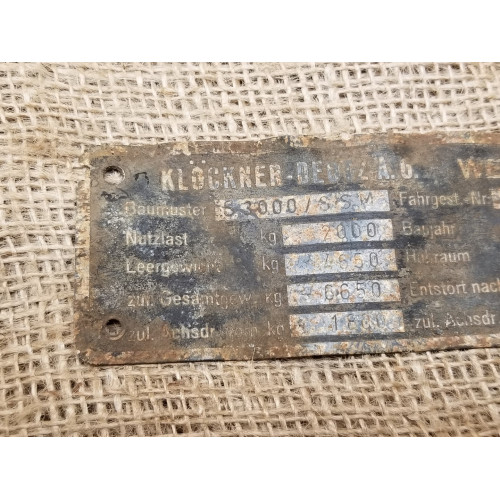 KLÖCKNER-DEUTZ A.G. WE
Baumuster S 3000/SSM Fahrgest.-Nr
Nutzlast kg 2000 Baujahr
Leergewicht kg 4650 Hubraum
zul. Gesamtgew. kg 6650 Entstört nach
zul. Achsdr. vorn kg zul. Achsdr